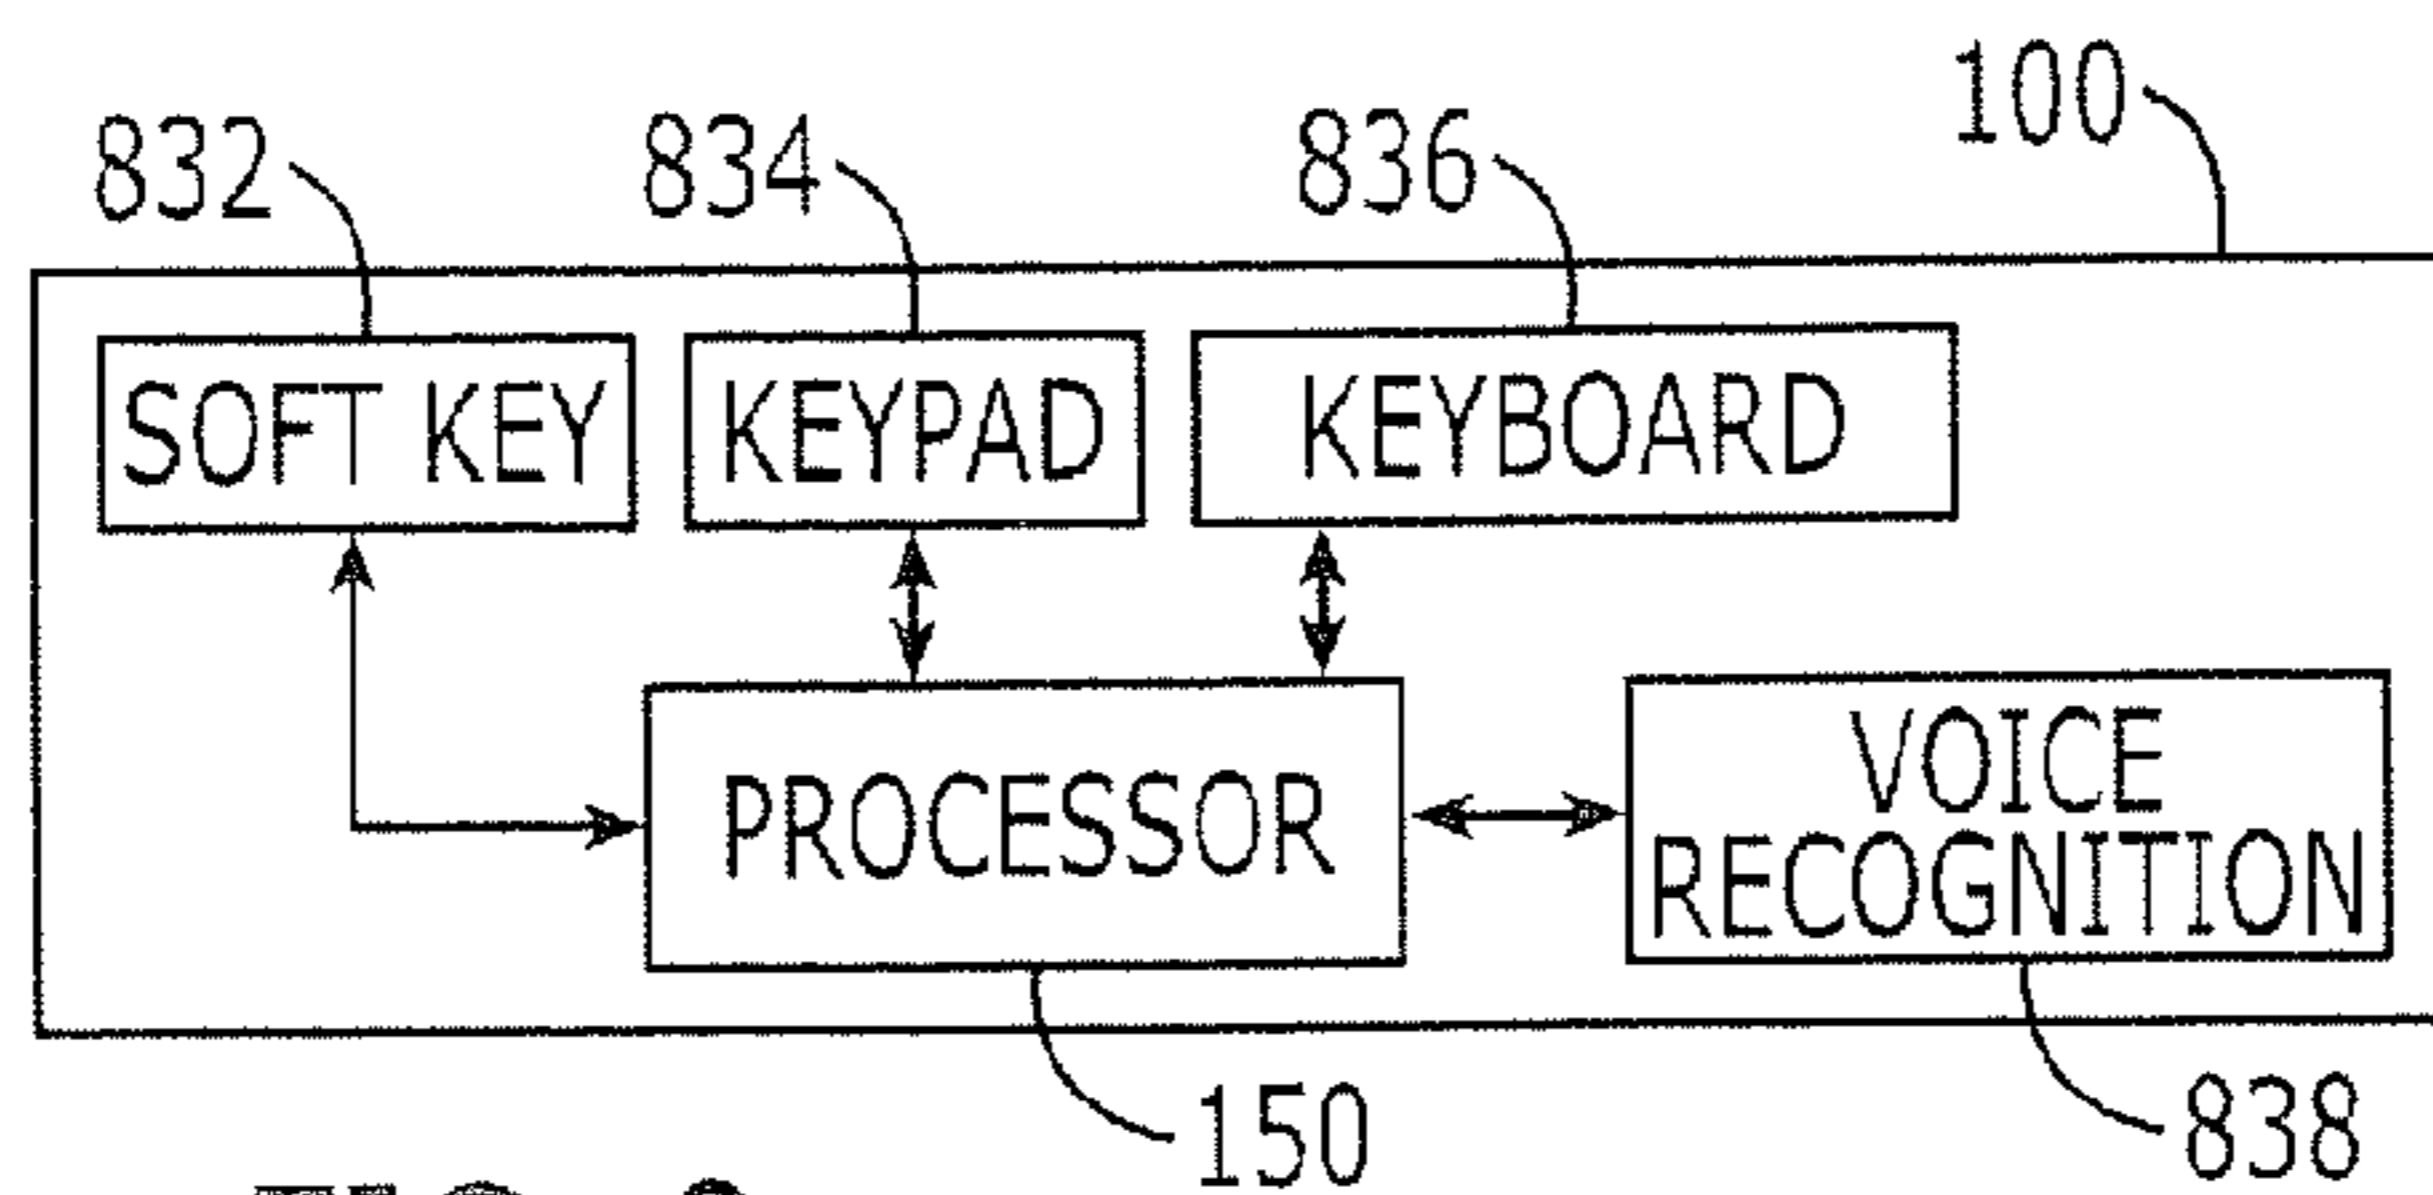 100
832
834
836
SOFT KEY
KEYPAD
KEYBOARD
PROCESSOR
VOICE
RECOGNITION
150
838